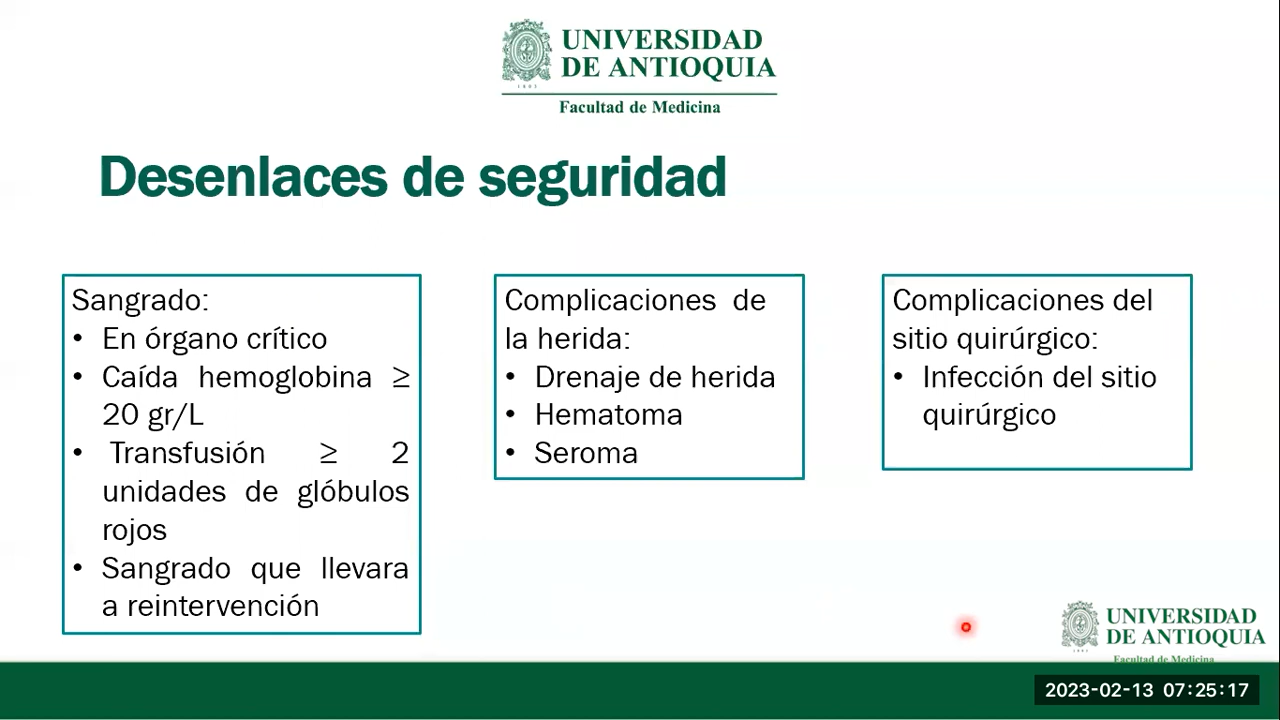 UNIVERSIDAD
DE ANTIOQUIA
1803
Facultad de Medicina
Desenlaces de seguridad
Sangrado:
• En órgano crítico
• Caída hemoglobina ≥
20 gr/L
• Transfusión ≥ 2
unidades de glóbulos
rojos
• Sangrado que llevara
a reintervención
Complicaciones de
la herida:
• Drenaje de herida
• Hematoma
• Seroma
Complicaciones del
sitio quirúrgico:
• Infección del sitio
quirúrgico
UNIVERSIDAD
DE ANTIOQUIA
Facultad de Medicina
2023-02-13 07:25:17